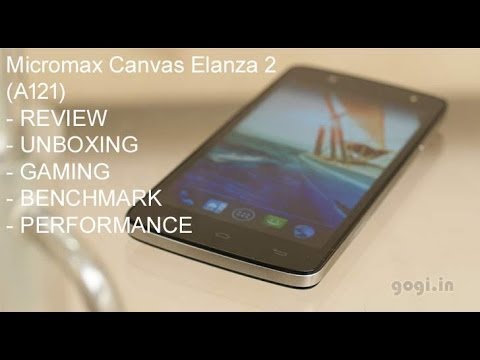 Micromax Canvas Elanza 2
(A121)
- REVIEW
- UNBOXING
- GAMING
- BENCHMARK
- PERFORMANCE
gogi.in